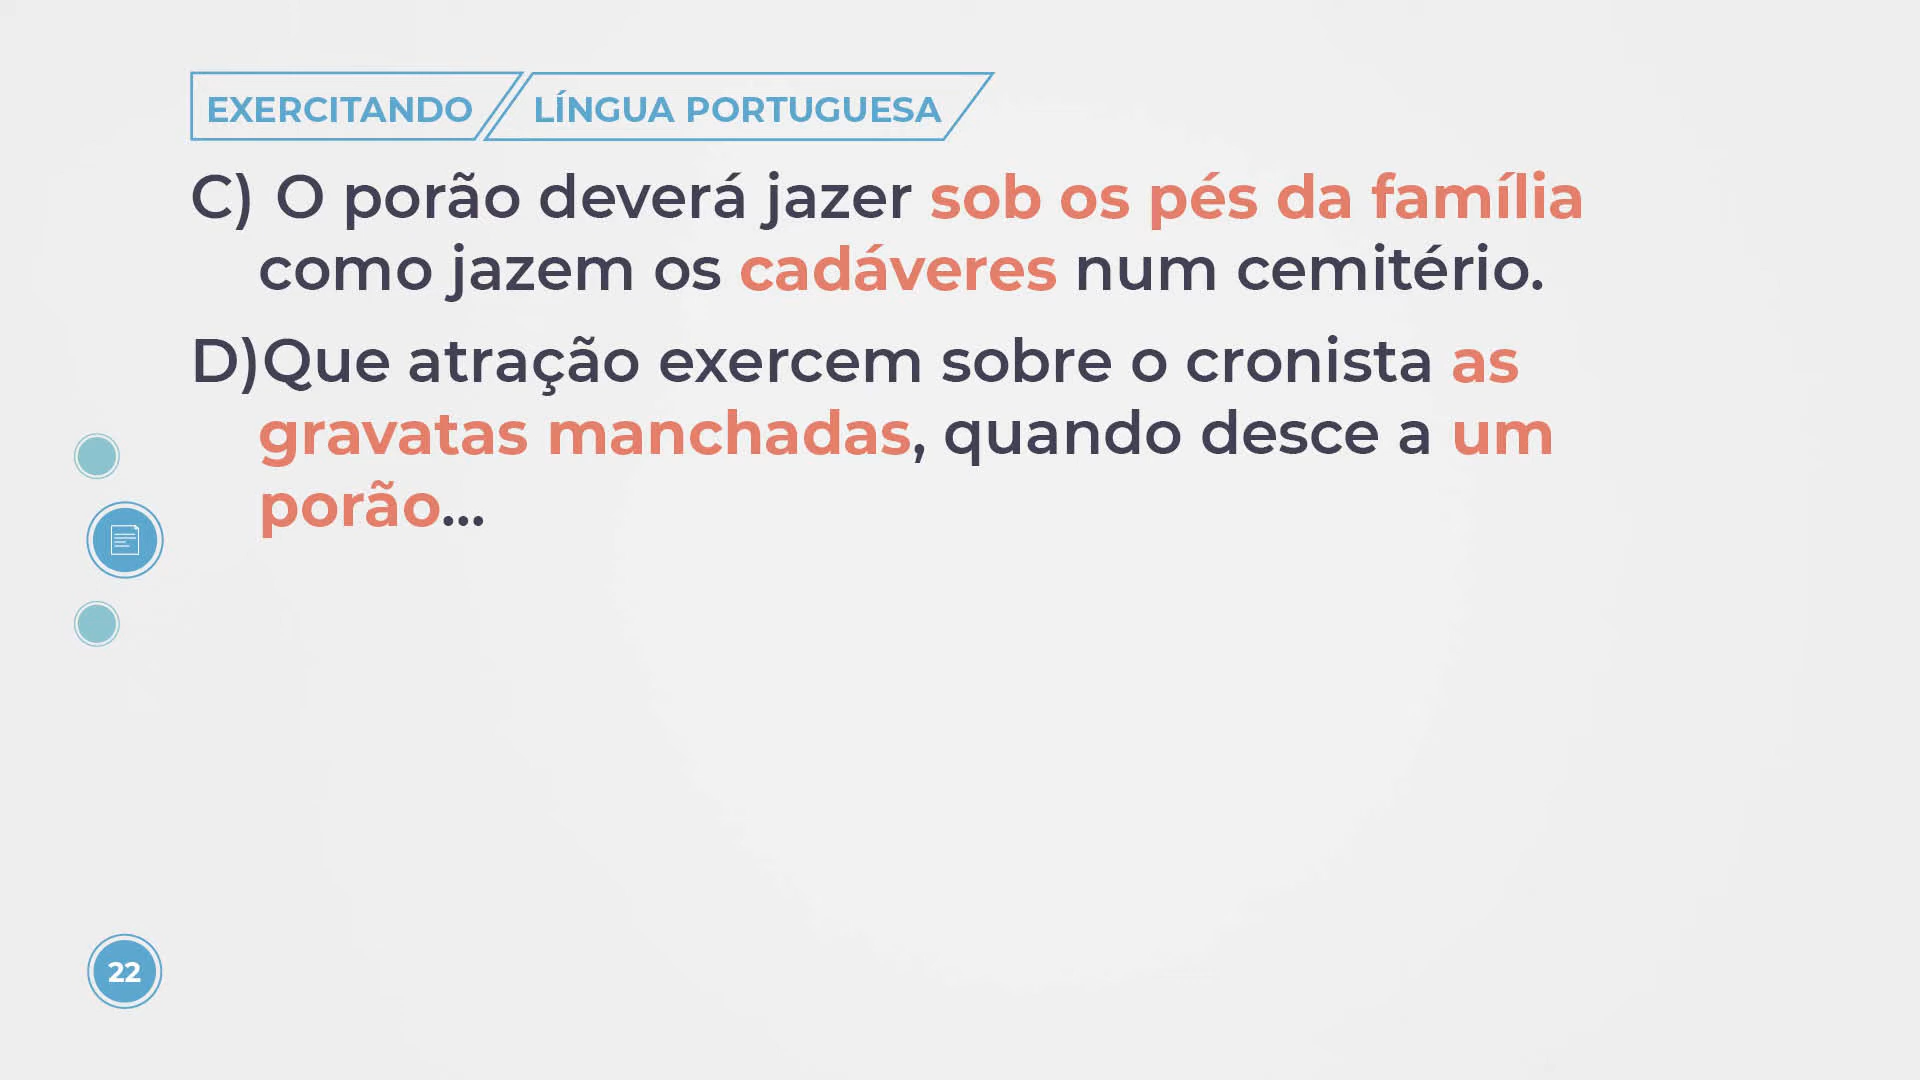 EXERCITANDO LÍNGUA PORTUGUESA
C) O porão deverá jazer sob os pés da família
como jazem os cadáveres num cemitério.
D)Que atração exercem sobre o cronista as
gravatas manchadas, quando desce a um
porão...
22